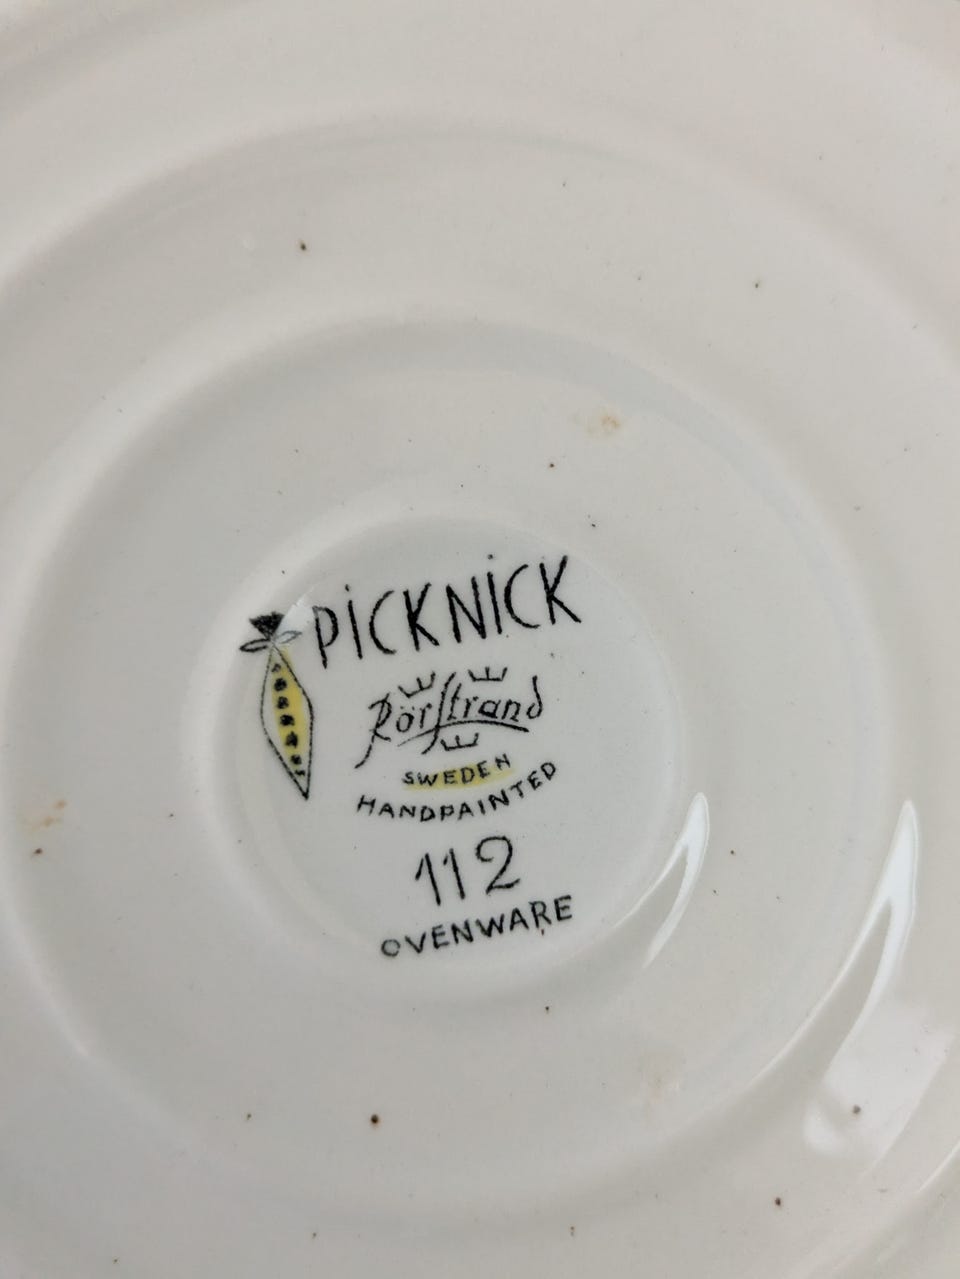 PiCKNiCK
Rörstrand
SWEDEN
HANDPAINTED
112
OVENWARE